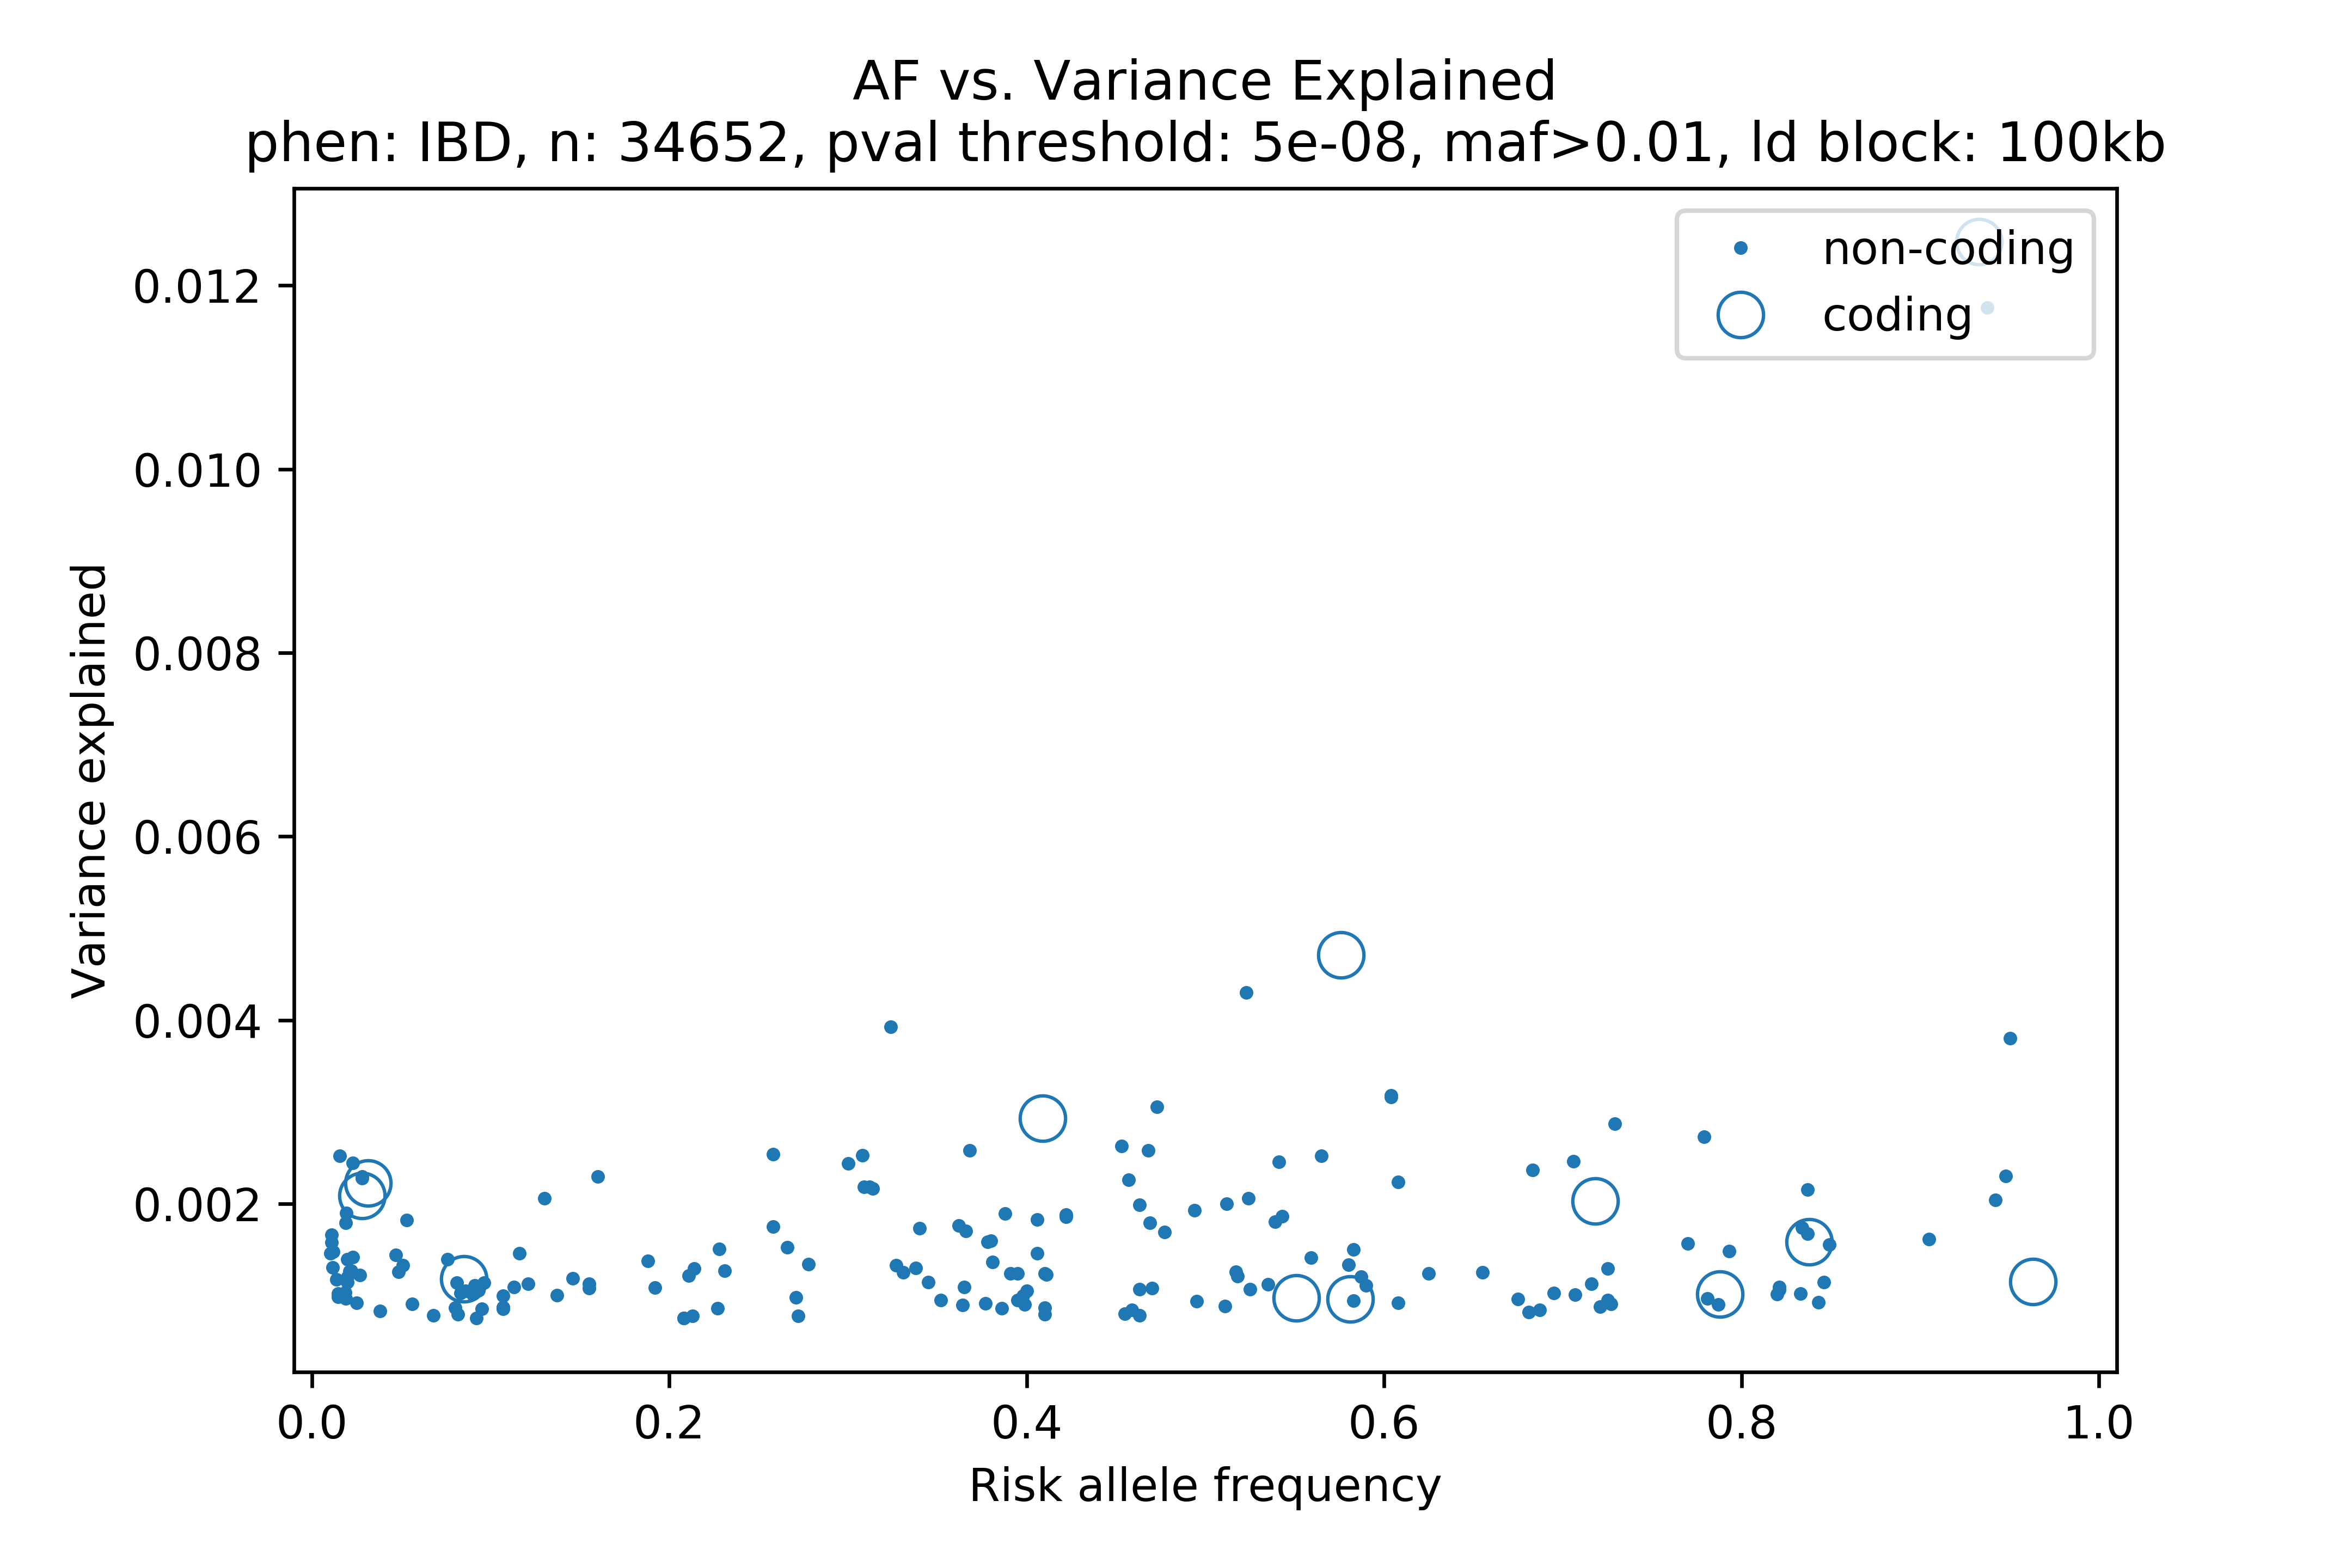 AF vs. Variance Explained
phen: IBD, n: 34652, pval threshold: 5e-08, maf>0.01, ld block: 100kb
non-coding
coding
0.012
0.010
0.008
0.006
0.004
0.002
Variance explained
0.0 0.2 0.4 0.6 0.8 1.0
Risk allele frequency